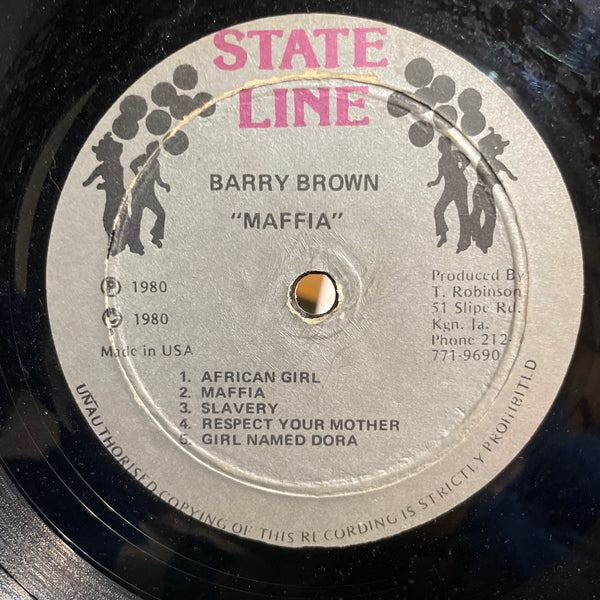 STATE
LINE
BARRY BROWN
"MAFFIA"
Ⓟ 1980
© 1980
Made in USA
Produced By
T. Robinson
51 Slipe Rd.
Kgn. Ja.
Phone 212-
771-9690
1. AFRICAN GIRL
2. MAFFIA
3. SLAVERY
4. RESPECT YOUR MOTHER
5. GIRL NAMED DORA
UNAUTHORISED COPYING OF THIS RECORDING IS STRICTLY PROHIBITLD